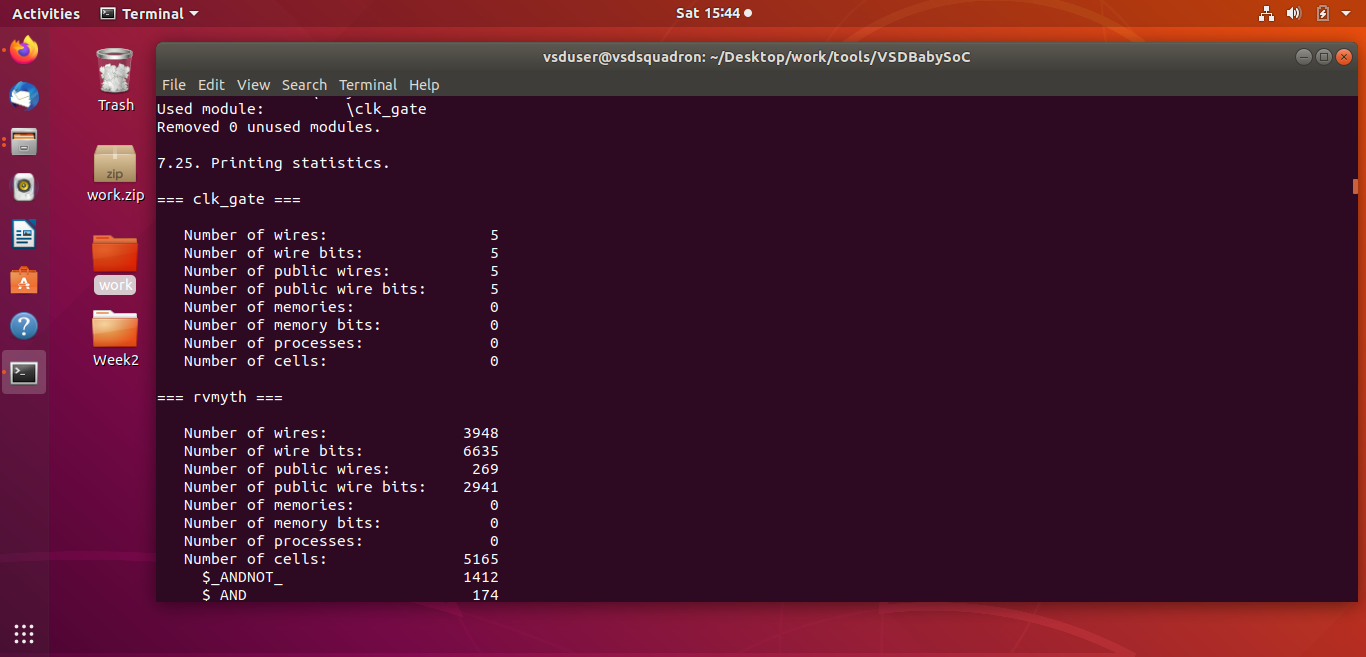 Activities Terminal Sat 15:44
Trash
zip
work.zip
work
Week2
vsduser@vsdsquadron: ~/Desktop/work/tools/VSDBabySoC
File Edit View Search Terminal Help
Used module: \clk_gate
Removed 0 unused modules.
7.25. Printing statistics.
=== clk_gate ===
Number of wires: 5
Number of wire bits: 5
Number of public wires: 5
Number of public wire bits: 5
Number of memories: 0
Number of memory bits: 0
Number of processes: 0
Number of cells: 0
=== rvmyth ===
Number of wires: 3948
Number of wire bits: 6635
Number of public wires: 269
Number of public wire bits: 2941
Number of memories: 0
Number of memory bits: 0
Number of processes: 0
Number of cells: 5165
$_ANDNOT_ 1412
$ AND 174